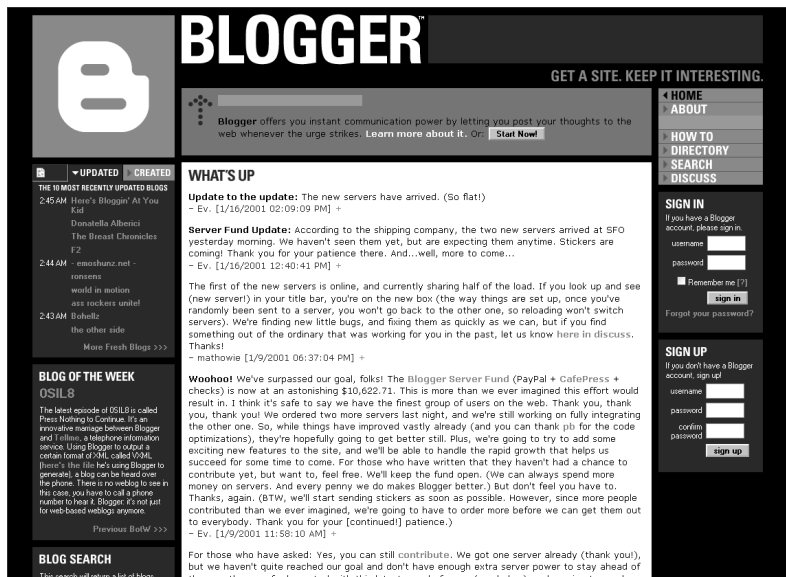 BLOGGER™
GET A SITE. KEEP IT INTERESTING.
Blogger offers you instant communication power by letting you post your thoughts to the
web whenever the urge strikes. Learn more about it. Or: Start Now!
HOME
ABOUT
HOW TO
DIRECTORY
SEARCH
DISCUSS
UPDATED CREATED
THE 10 MOST RECENTLY UPDATED BLOGS
2:45 AM Here's Bloggin' At You
Kid
Donatella Alberici
The Breast Chronicles
F2
2:44 AM - emoshunz.net -
ronsens
world in motion
ass rockers unite!
2:43 AM Bohellz
the other side
More Fresh Blogs >>>
BLOG OF THE WEEK
OSIL8
The latest episode of 0SIL8 is called
Press Nothing to Continue. It's an
innovative marriage between Blogger
and Tellme, a telephone information
service. Using Blogger to output a
certain format of XML called VXML
(here's the file he's using Blogger to
generate), a blog can be heard over
the phone. There is no weblog to see in
this case, you have to call a phone
number to hear it. Blogger: it's not just
for web-based weblogs anymore.
Previous BotW >>>
BLOG SEARCH
This search will return a list of blogs
WHAT'S UP
Update to the update: The new servers have arrived. (So flat!)
– Ev. [1/16/2001 02:09:09 PM] +
Server Fund Update: According to the shipping company, the two new servers arrived at SFO
yesterday morning. We haven't seen them yet, but are expecting them anytime. Stickers are
coming! Thank you for your patience there. And...well, more to come...
– Ev. [1/16/2001 12:40:41 PM] +
The first of the new servers is online, and currently sharing half of the load. If you look up and see
(new server!) in your title bar, you're on the new box (the way things are set up, once you've
randomly been sent to a server, you won't go back to the other one, so reloading won't switch
servers). We're finding new little bugs, and fixing them as quickly as we can, but if you find
something out of the ordinary that was working for you in the past, let us know here in discuss.
Thanks!
– mathowie [1/9/2001 06:37:04 PM] +
Woohoo! We've surpassed our goal, folks! The Blogger Server Fund (PayPal + CafePress +
checks) is now at an astonishing $10,622.71. This is more than we ever imagined this effort would
result in. I think it's safe to say we have the finest group of users on the web. Thank you, thank
you, thank you! We ordered two more servers last night, and we're still working on fully integrating
the other one. So, while things have improved vastly already (and you can thank pb for the code
optimizations), they're hopefully going to get better still. Plus, we're going to try to add some
exciting new features to the site, and we'll be able to handle the rapid growth that helps us
succeed for some time to come. For those who have written that they haven't had a chance to
contribute yet, but want to, feel free. We'll keep the fund open. (We can always spend more
money on servers. And every penny we do makes Blogger better.) But don't feel you have to.
Thanks, again. (BTW, we'll start sending stickers as soon as possible. However, since more people
contributed than we ever imagined, we're going to have to order more before we can get them out
to everybody. Thank you for your [continued!] patience.)
– Ev. [1/9/2001 11:58:10 AM] +
For those who have asked: Yes, you can still contribute. We got one server already (thank you!),
but we haven't quite reached our goal and don't have enough extra server power to stay ahead of
SIGN IN
If you have a Blogger
account, please sign in.
username
password
Remember me [?]
sign in
Forgot your password?
SIGN UP
If you don't have a Blogger
account, sign up!
username
password
confirm
password
sign up